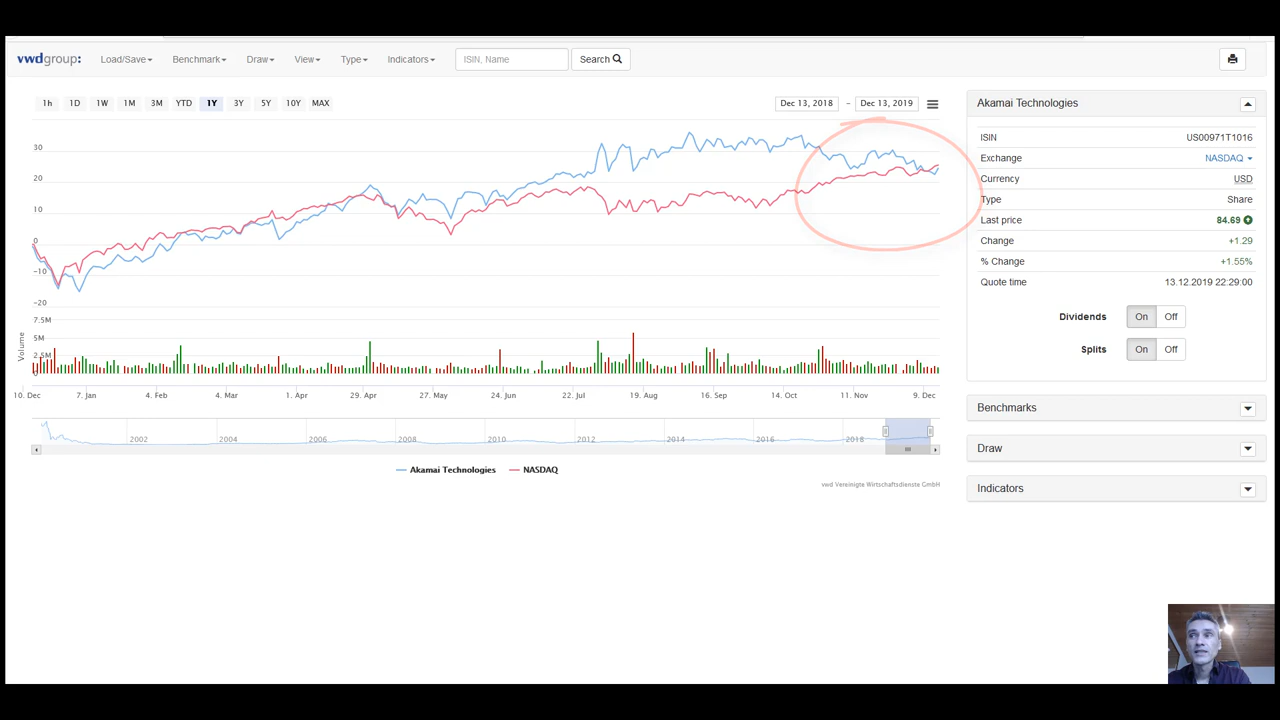 vwdgroup: Load/Save Benchmark Draw View Type Indicators ISIN, Name Search
1h 1D 1W 1M 3M YTD 1Y 3Y 5Y 10Y MAX Dec 13, 2018 – Dec 13, 2019
30
20
10
0
-10
-20
7.5M
5M
2.5M
0
Volume
10. Dec 7. Jan 4. Feb 4. Mar 1. Apr 29. Apr 27. May 24. Jun 22. Jul 19. Aug 16. Sep 14. Oct 11. Nov 9. Dec
2002 2004 2006 2008 2010 2012 2014 2016 2018
Akamai Technologies NASDAQ
vwd Vereinigte Wirtschaftsdienste GmbH
Akamai Technologies
ISIN US00971T1016
Exchange NASDAQ
Currency USD
Type Share
Last price 84.69
Change +1.29
% Change +1.55%
Quote time 13.12.2019 22:29:00
Dividends On Off
Splits On Off
Benchmarks
Draw
Indicators